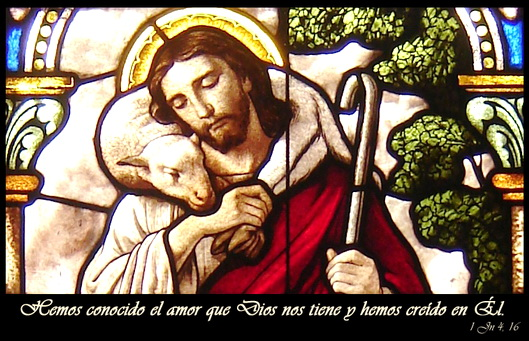 Hemos conocido el amor que Dios nos tiene y hemos creído en Él.
1 Jn 4, 16